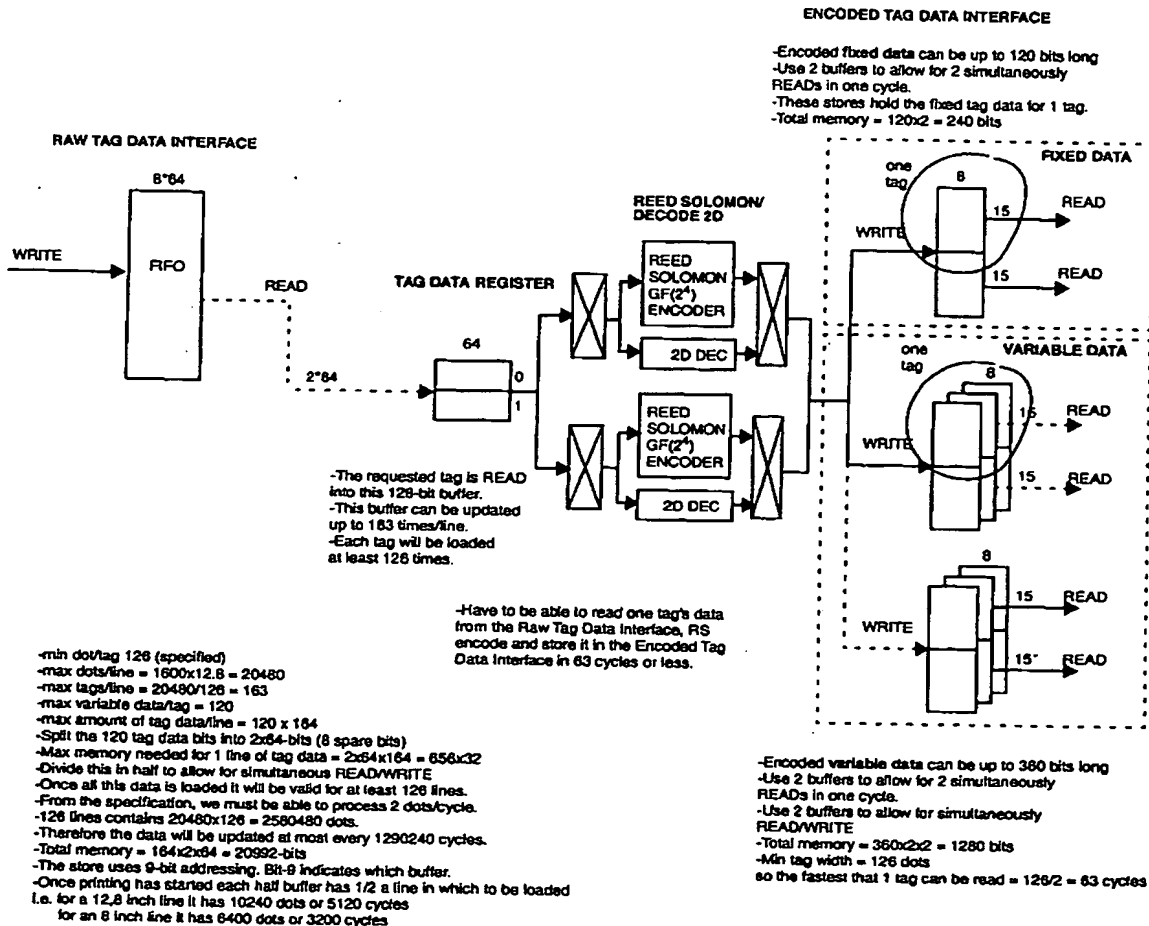 ENCODED TAG DATA INTERFACE
-Encoded fixed data can be up to 120 bits long
-Use 2 buffers to allow for 2 simultaneously
READs in one cycle.
-These stores hold the fixed tag data for 1 tag.
-Total memory = 120x2 = 240 bits
RAW TAG DATA INTERFACE
8*64
WRITE
FIFO
READ
2*64
TAG DATA REGISTER
64
0
1
REED SOLOMON/
DECODE 2D
REED
SOLOMON
GF(2⁴)
ENCODER
2D DEC
REED
SOLOMON
GF(2⁴)
ENCODER
2D DEC
FIXED DATA
one
tag
8
WRITE
15
READ
15
READ
VARIABLE DATA
one
tag
8
WRITE
15
READ
15
READ
8
WRITE
15
READ
15
READ
-The requested tag is READ
into this 128-bit buffer.
-This buffer can be updated
up to 163 times/line.
-Each tag will be loaded
at least 126 times.
-Have to be able to read one tag's data
from the Raw Tag Data Interface, RS
encode and store it in the Encoded Tag
Data Interface in 63 cycles or less.
-min dot/tag 126 (specified)
-max dots/line = 1600x12.8 = 20480
-max tags/line = 20480/126 = 163
-max variable data/tag = 120
-max amount of tag data/line = 120 x 164
-Split the 120 tag data bits into 2x64-bits (8 spare bits)
-Max memory needed for 1 line of tag data = 2x64x164 = 656x32
-Divide this in half to allow for simultaneous READ/WRITE
-Once all this data is loaded it will be valid for at least 126 lines.
-From the specification, we must be able to process 2 dots/cycle.
-126 lines contains 20480x126 = 2580480 dots.
-Therefore the data will be updated at most every 1290240 cycles.
-Total memory = 164x2x64 = 20992-bits
-The store uses 9-bit addressing. Bit-9 indicates which buffer.
-Once printing has started each half buffer has 1/2 a line in which to be loaded
i.e. for a 12,8 inch line it has 10240 dots or 5120 cycles
for an 8 inch line it has 6400 dots or 3200 cycles
-Encoded variable data can be up to 360 bits long
-Use 2 buffers to allow for 2 simultaneously
READs in one cycle.
-Use 2 buffers to allow for simultaneously
READ/WRITE
-Total memory = 360x2x2 = 1280 bits
-Min tag width = 126 dots
so the fastest that 1 tag can be read = 126/2 = 63 cycles